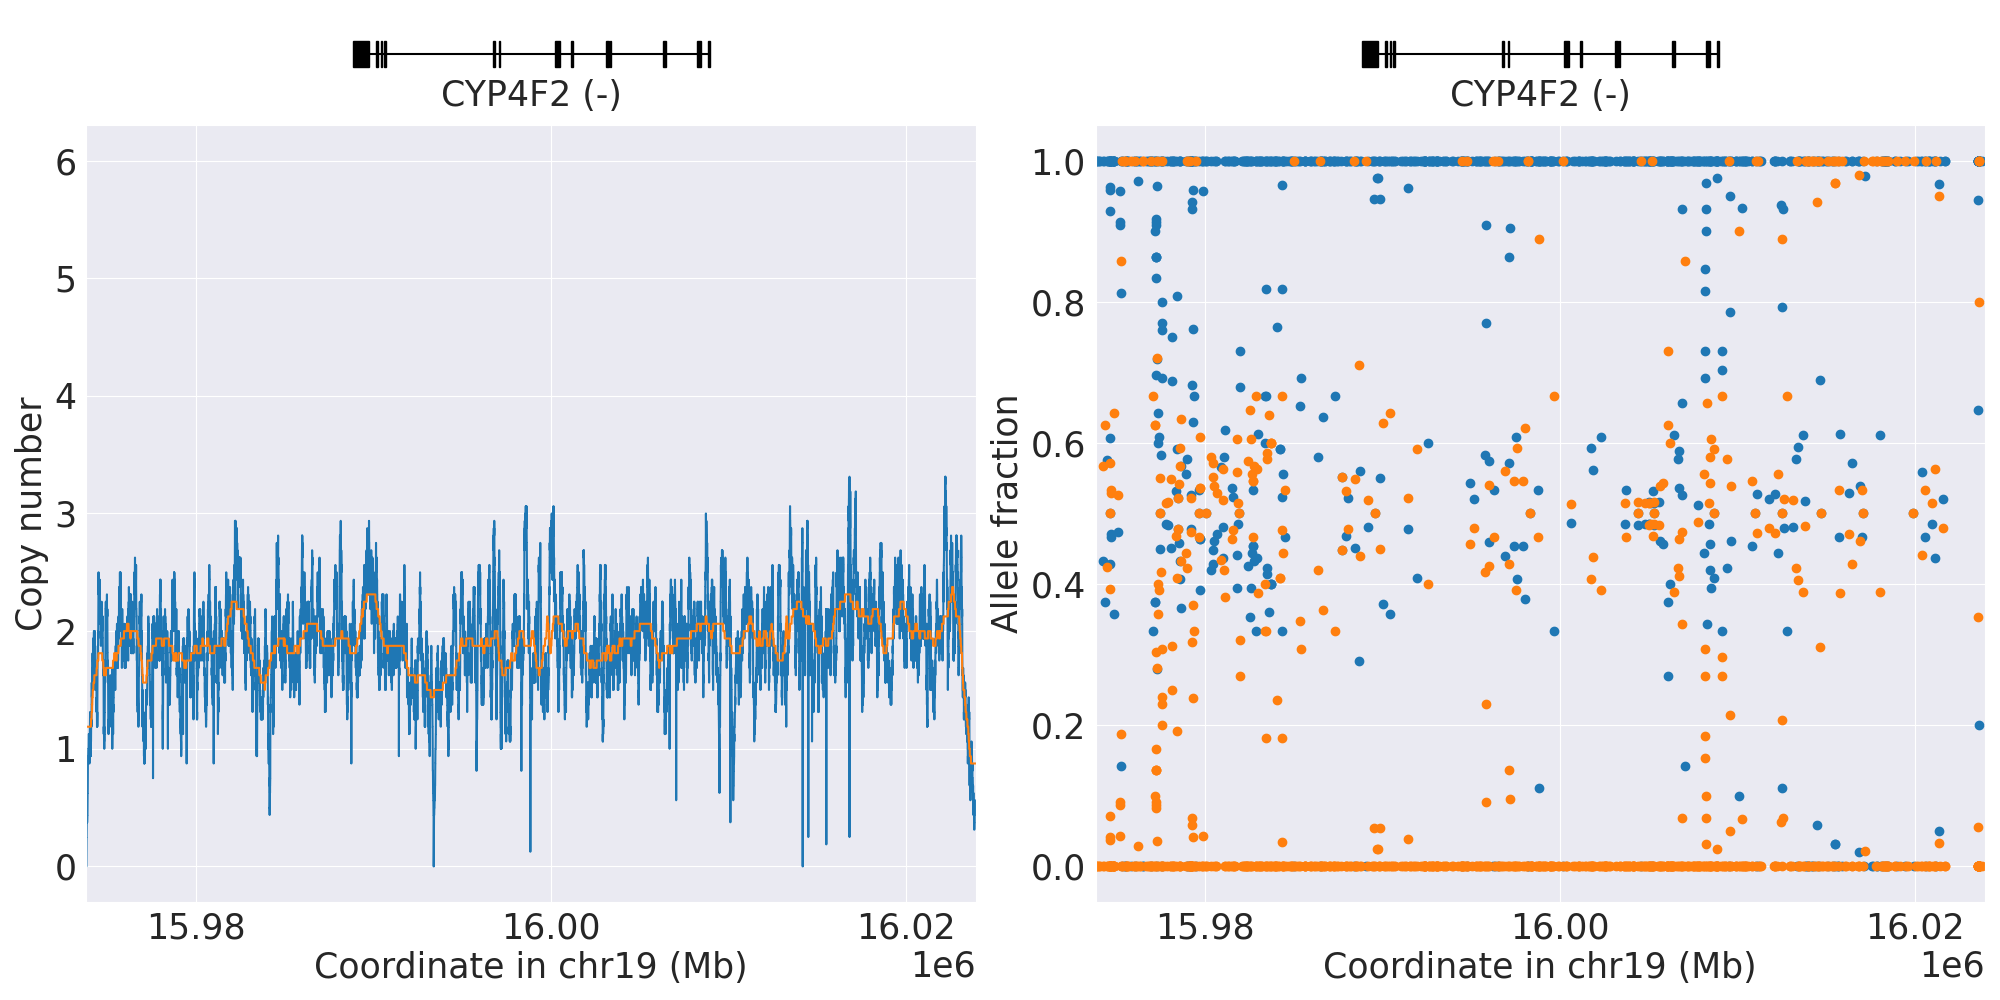 CYP4F2 (-)
6
5
4
3
2
1
0
Copy number
15.98
16.00
16.02
Coordinate in chr19 (Mb)
1e6
CYP4F2 (-)
1.0
0.8
0.6
0.4
0.2
0.0
Allele fraction
15.98
16.00
16.02
Coordinate in chr19 (Mb)
1e6